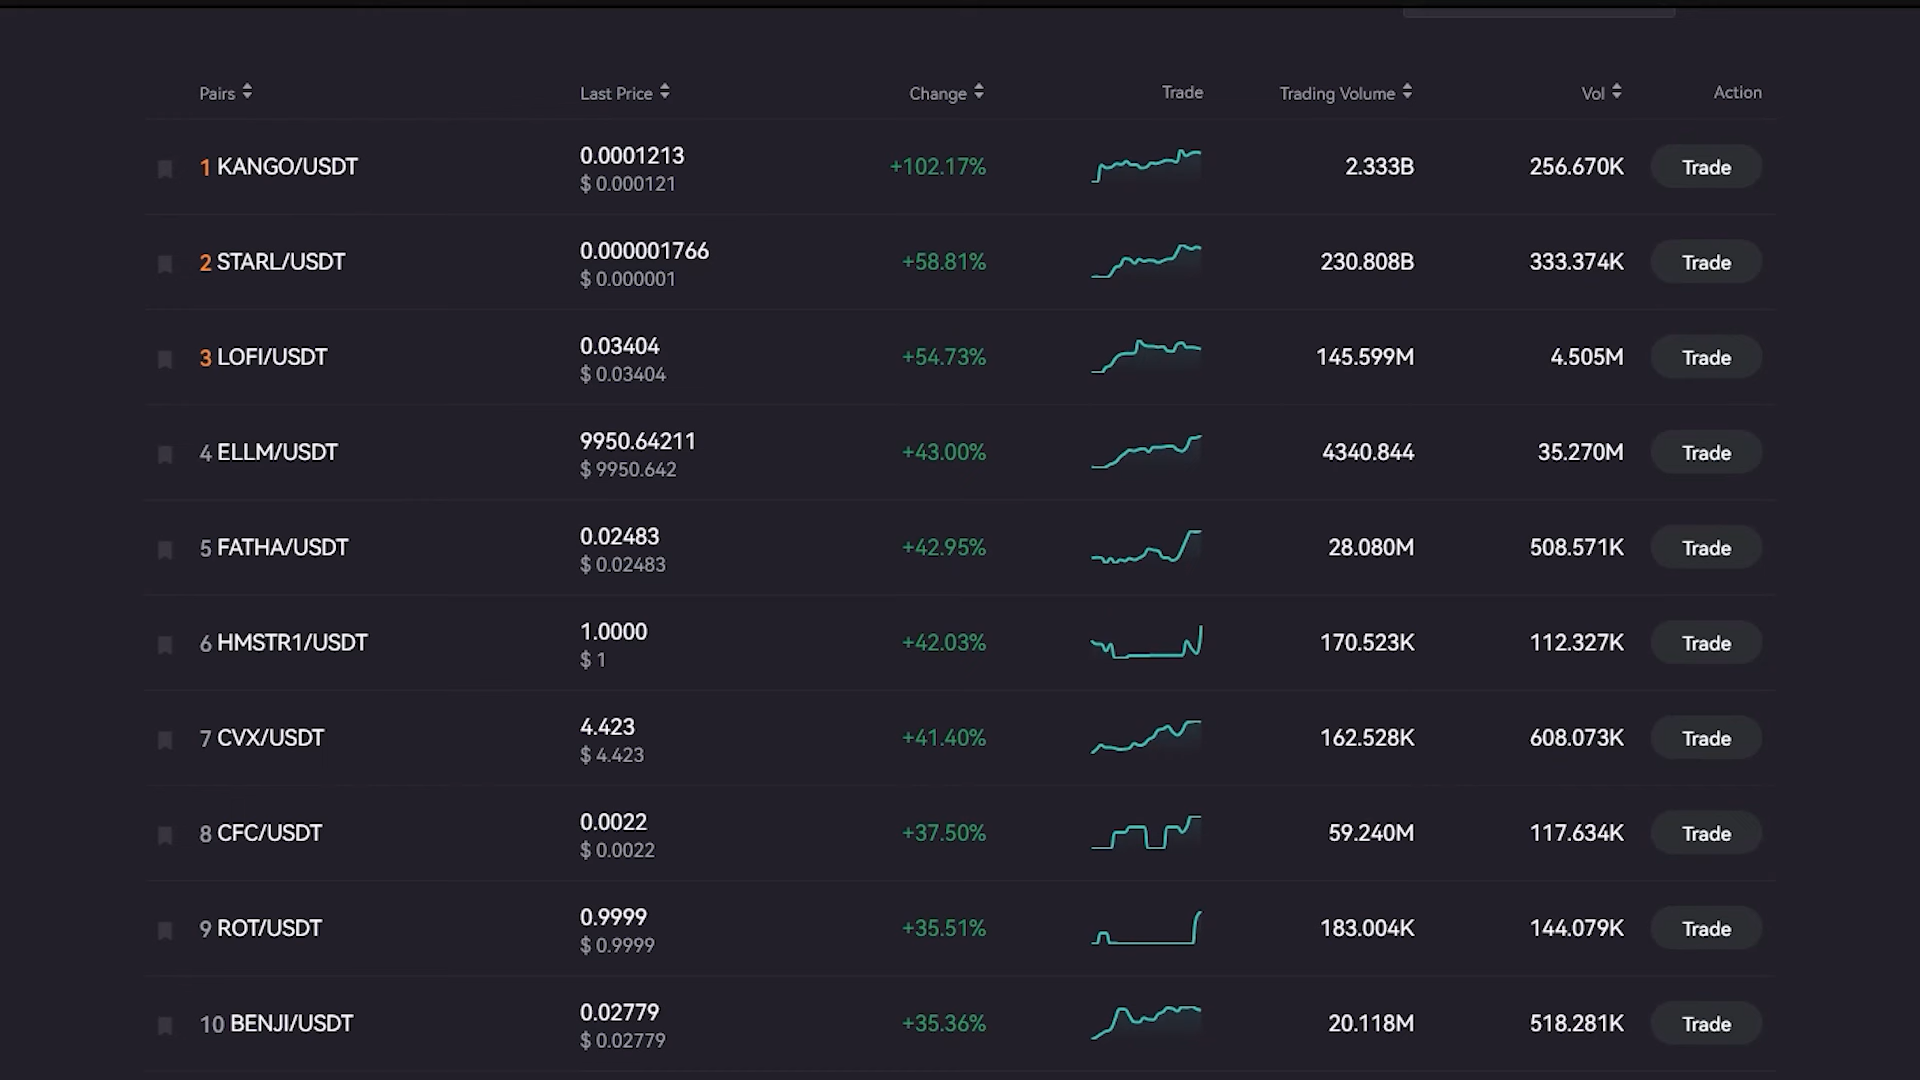 Pairs Last Price Change Trade Trading Volume Vol Action
1 KANGO/USDT 0.0001213 +102.17% 2.333B 256.670K Trade
$ 0.000121
2 STARL/USDT 0.000001766 +58.81% 230.808B 333.374K Trade
$ 0.000001
3 LOFI/USDT 0.03404 +54.73% 145.599M 4.505M Trade
$ 0.03404
4 ELLM/USDT 9950.64211 +43.00% 4340.844 35.270M Trade
$ 9950.642
5 FATHA/USDT 0.02483 +42.95% 28.080M 508.571K Trade
$ 0.02483
6 HMSTR1/USDT 1.0000 +42.03% 170.523K 112.327K Trade
$ 1
7 CVX/USDT 4.423 +41.40% 162.528K 608.073K Trade
$ 4.423
8 CFC/USDT 0.0022 +37.50% 59.240M 117.634K Trade
$ 0.0022
9 ROT/USDT 0.9999 +35.51% 183.004K 144.079K Trade
$ 0.9999
10 BENJI/USDT 0.02779 +35.36% 20.118M 518.281K Trade
$ 0.02779